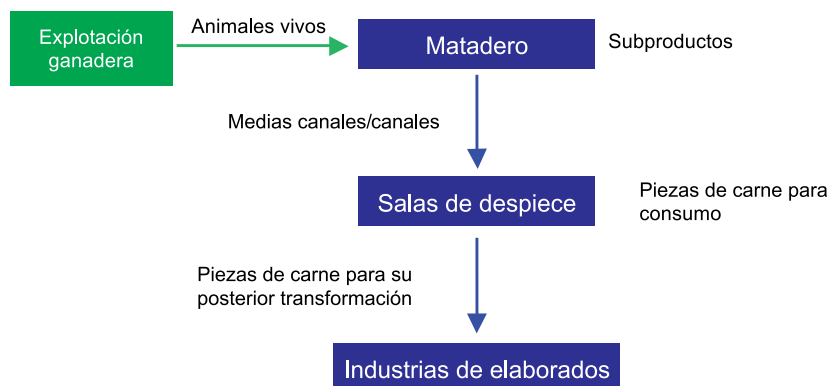 Explotación
ganadera
Animales vivos
Matadero
Subproductos
Medias canales/canales
Salas de despiece
Piezas de carne para
consumo
Piezas de carne para su
posterior transformación
Industrias de elaborados